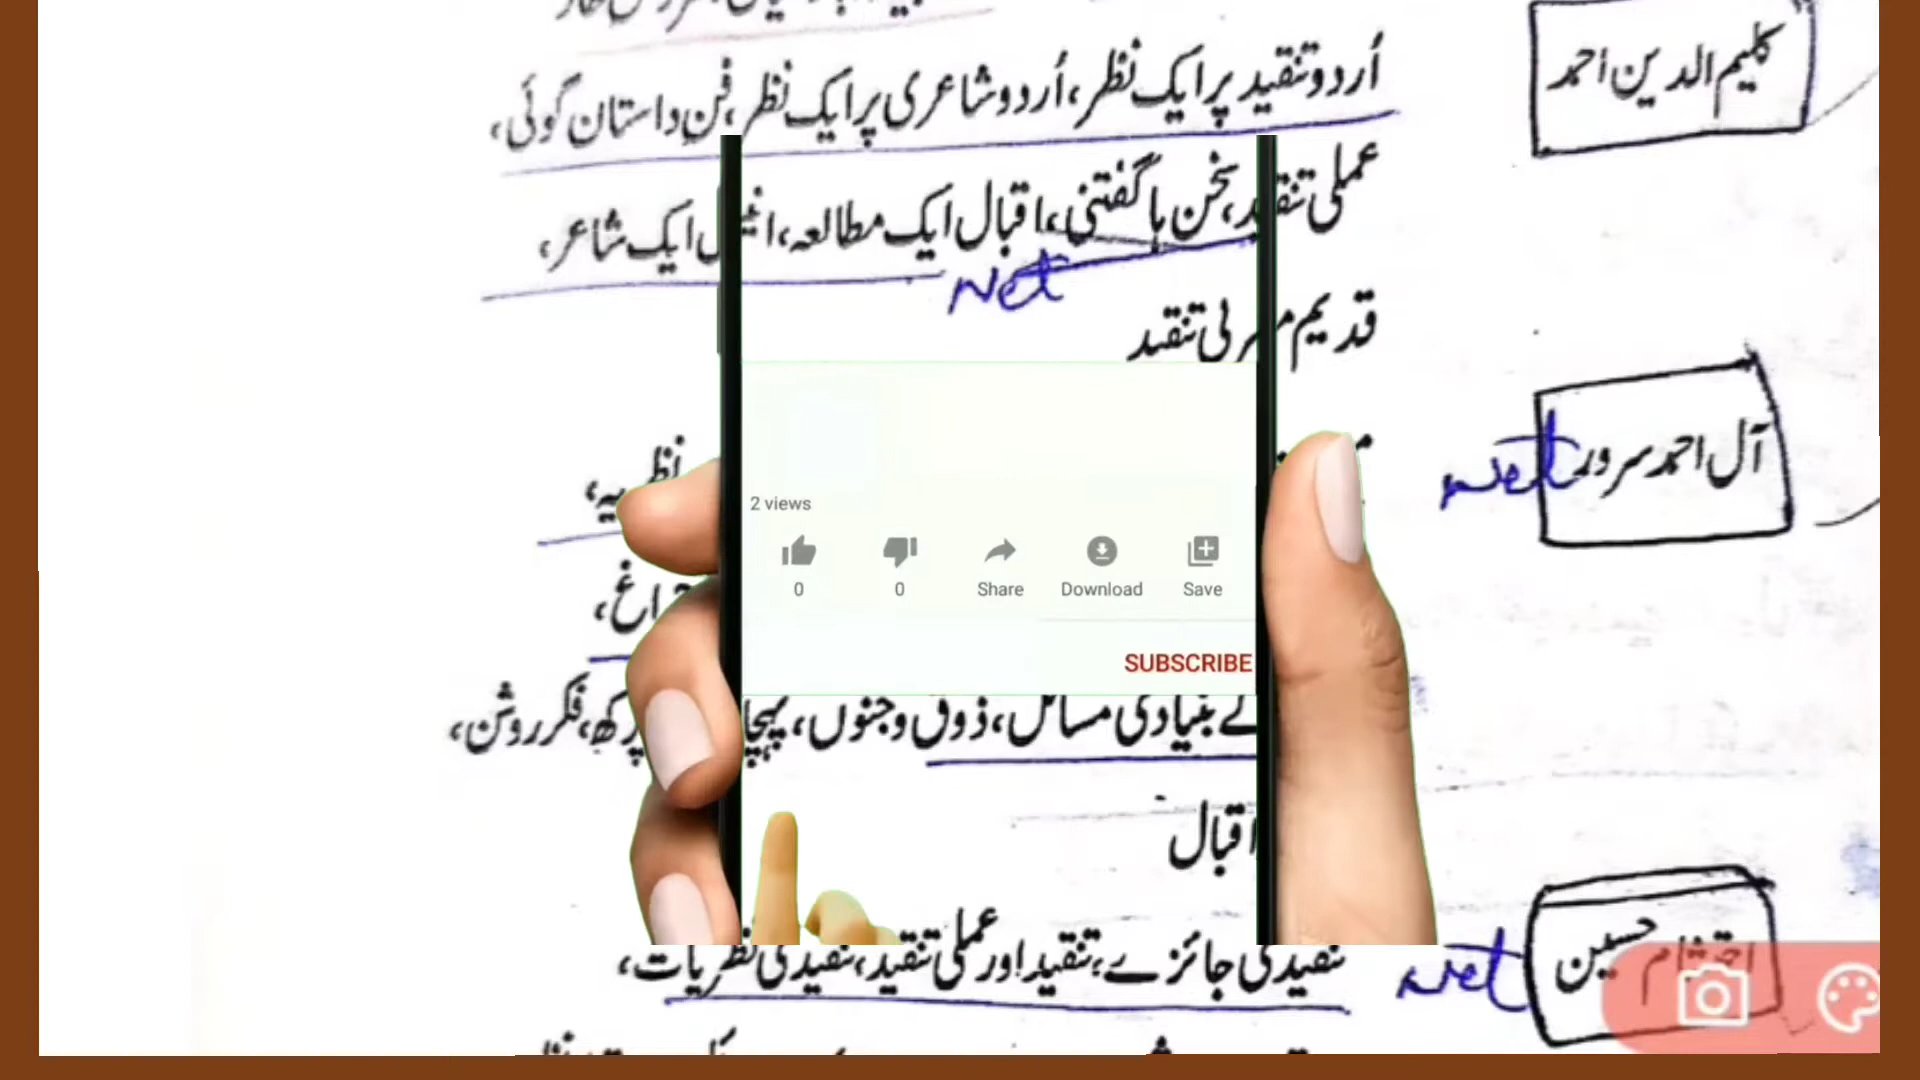 کلیم الدین احمد
اُردو تنقید پر ایک نظر، اُردو شاعری پر ایک نظر، فنِ داستان گوئی،
عملی تنقید، سخن ہا گفتنی، اقبال ایک مطالعہ، انیس ایک شاعر،
Net
قدیم مغربی تنقید
آل احمد سرور
Net
نظریہ،
2 views
0
0
Share
Download
Save
چراغ،
SUBSCRIBE
کے بنیادی مسائل، ذوق و جنوں، پہچان پرکھ، فکر روشن،
اقبال
احتشام حسین
Net
تنقیدی جائزے، تنقید اور عملی تنقید، تنقیدی نظریات،